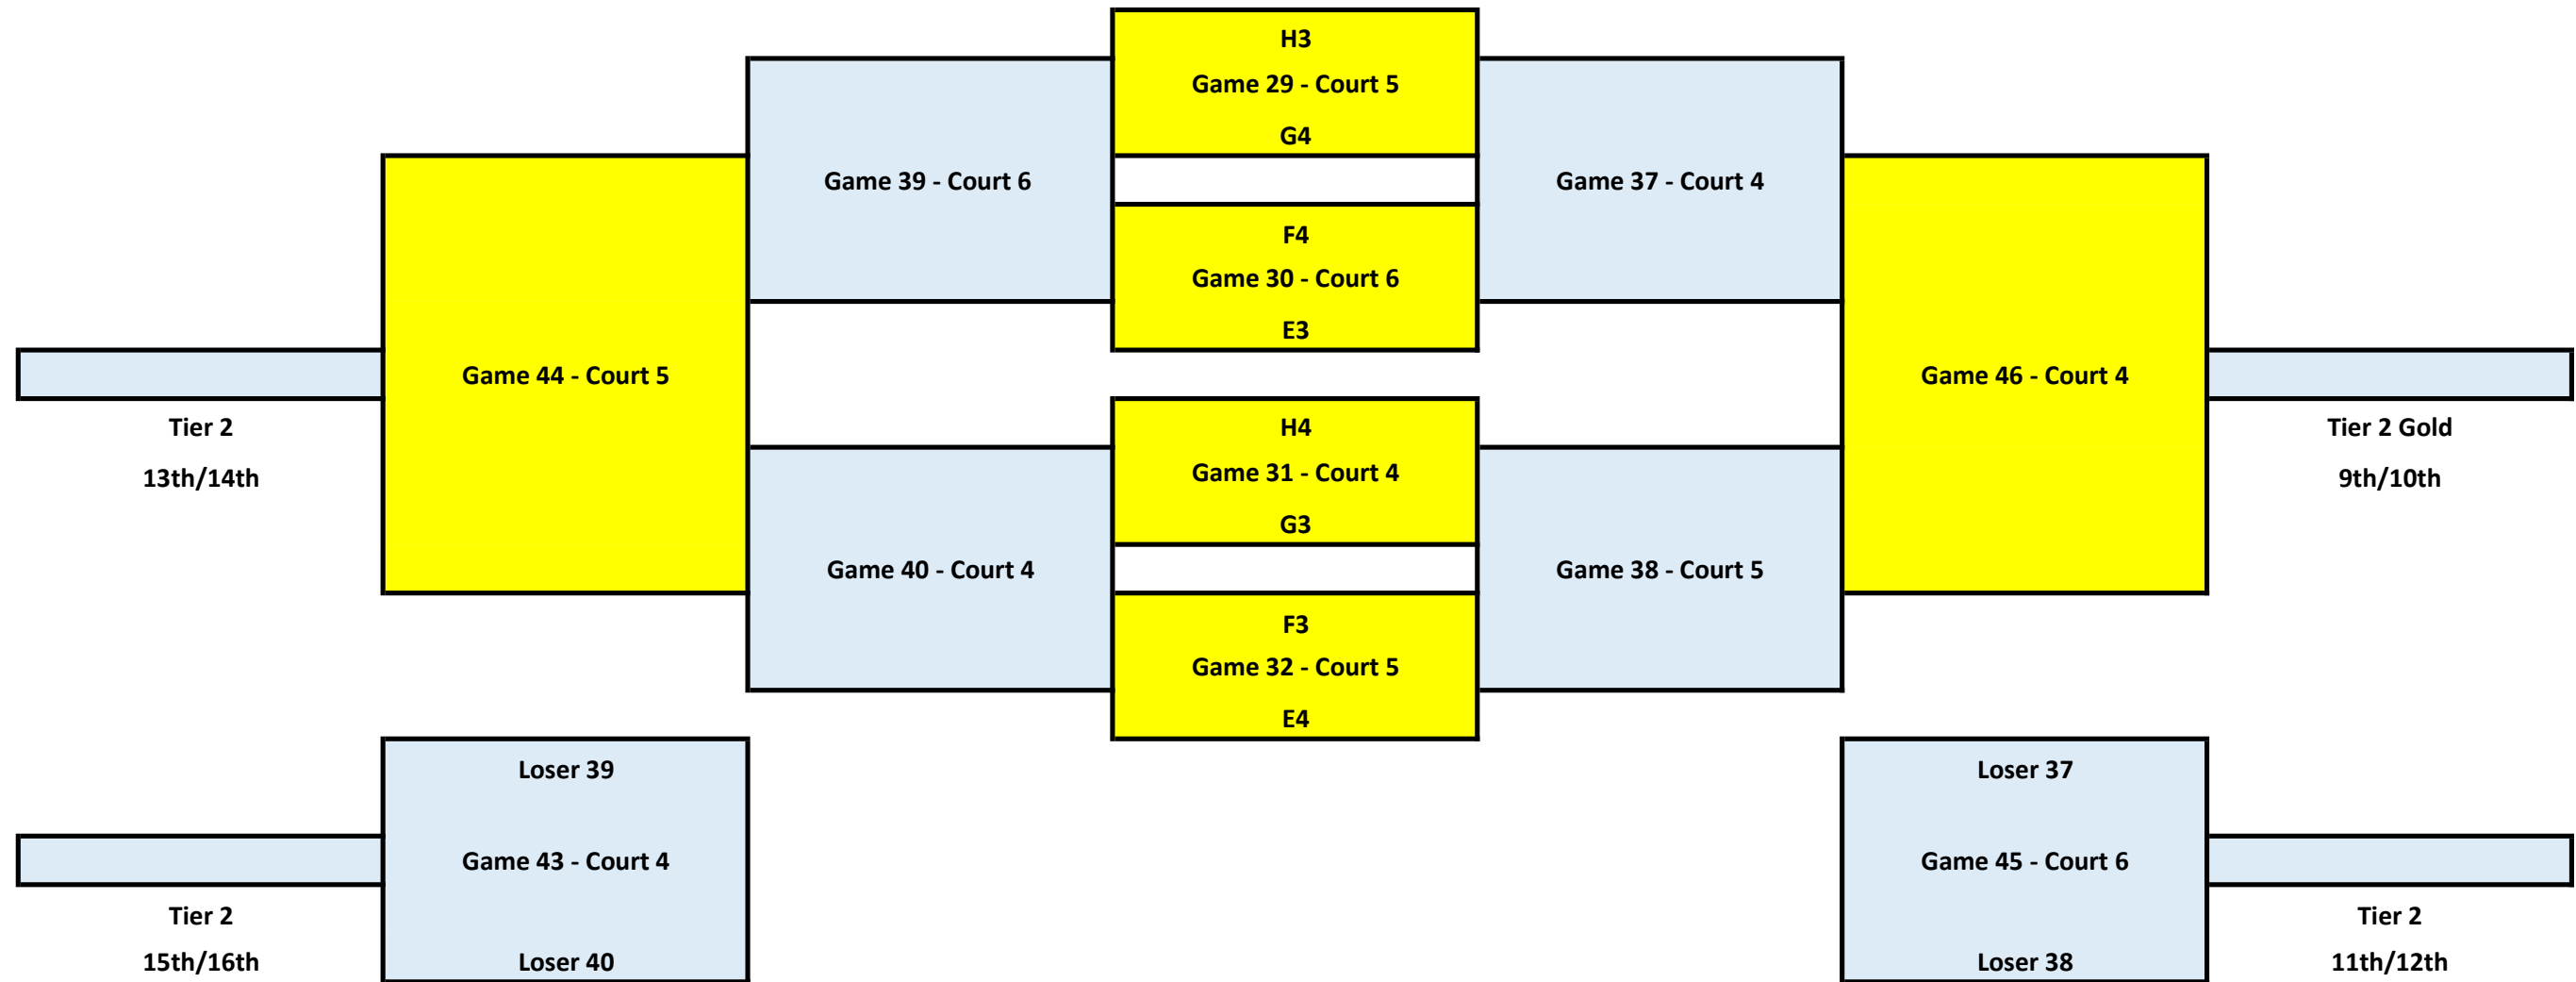 H3
Game 29 - Court 5
G4
Game 39 - Court 6
Game 37 - Court 4
F4
Game 30 - Court 6
E3
Game 44 - Court 5
Game 46 - Court 4
Tier 2
13th/14th
H4
Game 31 - Court 4
G3
Tier 2 Gold
9th/10th
Game 40 - Court 4
Game 38 - Court 5
F3
Game 32 - Court 5
E4
Loser 39
Game 43 - Court 4
Loser 40
Tier 2
15th/16th
Loser 37
Game 45 - Court 6
Loser 38
Tier 2
11th/12th